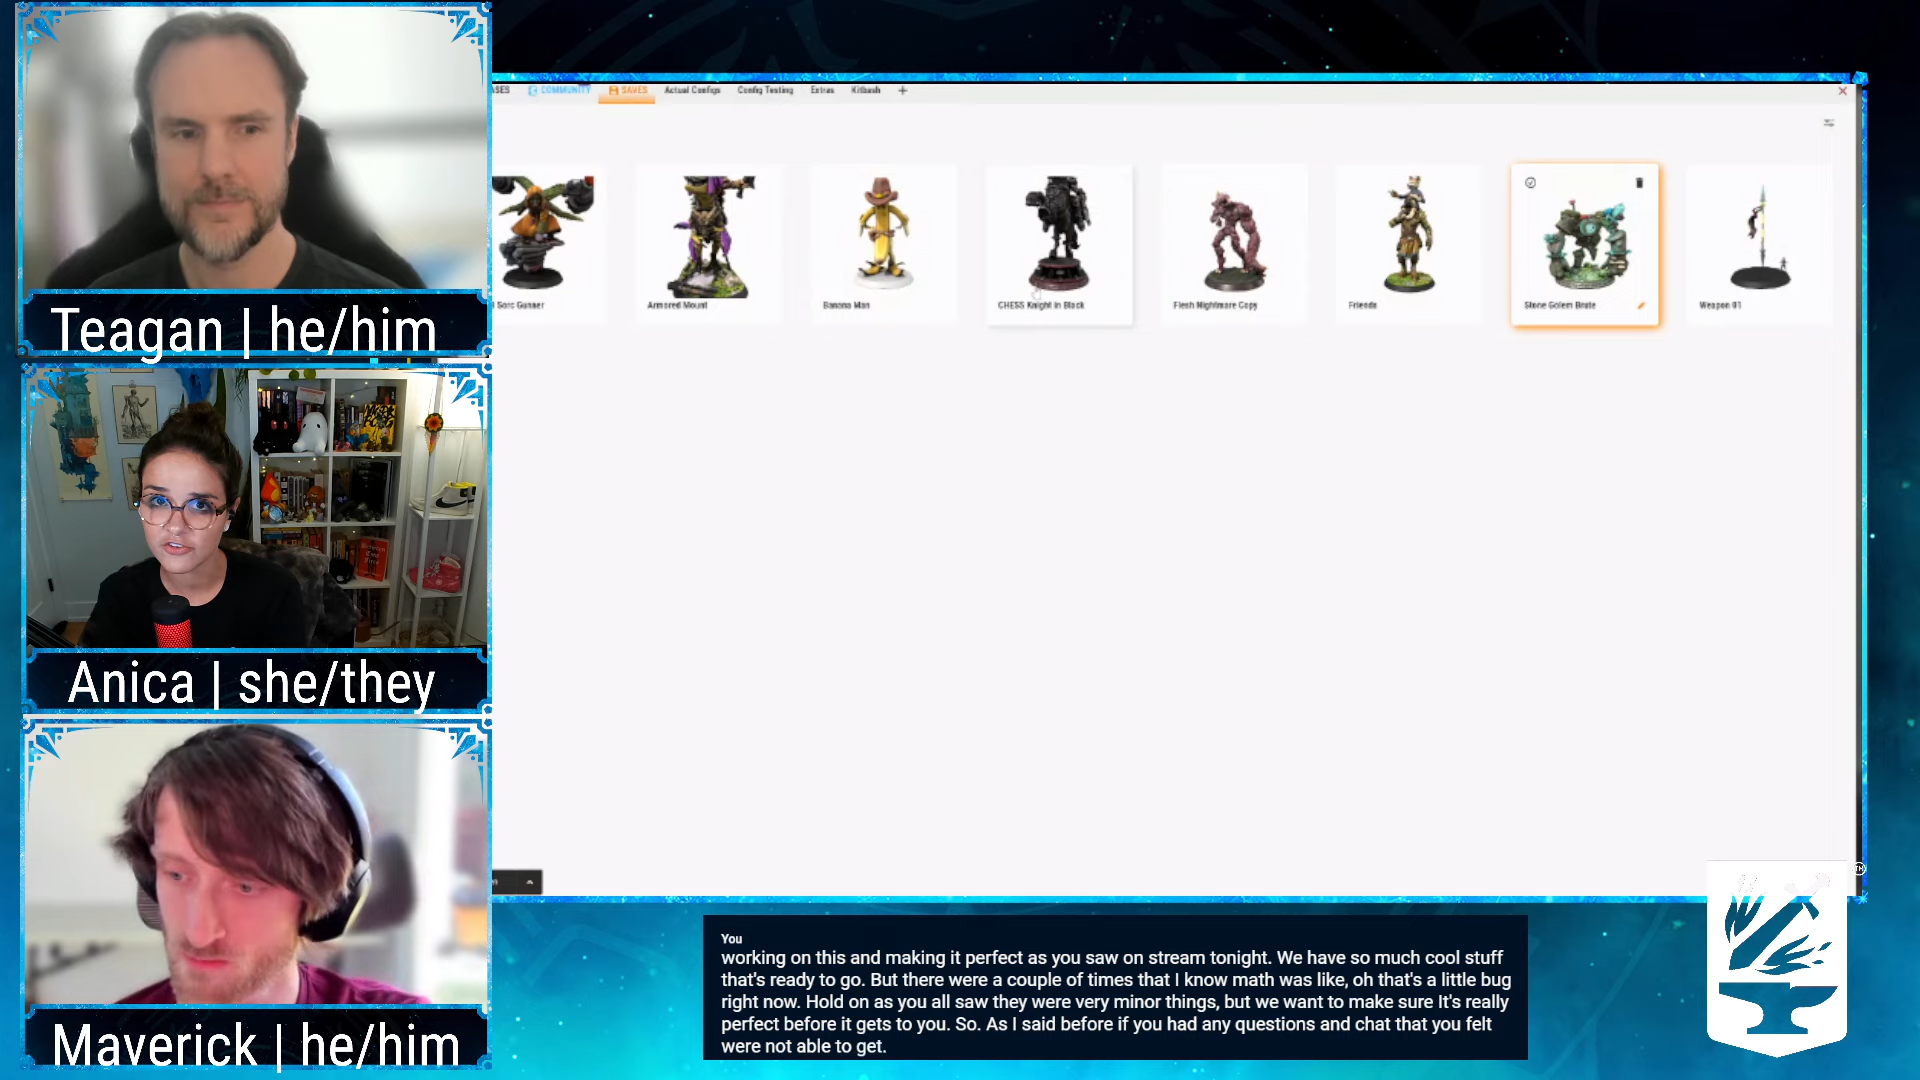 Teagan | he/him
Anica | she/they
Maverick | he/him
ASES COMMUNITY SAVES Actual Configs Config Testing Extras Kitbash +
Sorc Gunner
Armored Mount
Banana Man
CHESS Knight in Black
Flesh Nightmare Copy
Friends
Stone Golem Brute
Weapon 01
You
working on this and making it perfect as you saw on stream tonight. We have so much cool stuff
that's ready to go. But there were a couple of times that I know math was like, oh that's a little bug
right now. Hold on as you all saw they were very minor things, but we want to make sure It's really
perfect before it gets to you. So. As I said before if you had any questions and chat that you felt
were not able to get.
TM